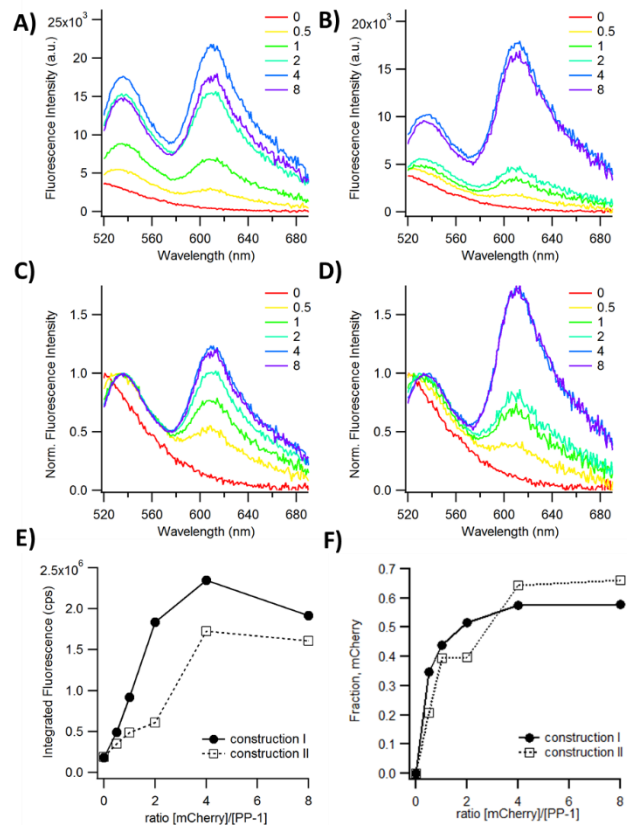 A)
25x10³
20
15
10
5
0
Fluorescence Intensity (a.u.)
520 560 600 640 680
Wavelength (nm)
0
0.5
1
2
4
8
B)
20x10³
15
10
5
0
Fluorescence Intensity (a.u.)
520 560 600 640 680
Wavelength (nm)
0
0.5
1
2
4
8
C)
1.5
1.0
0.5
0.0
Norm. Fluorescence Intensity
520 560 600 640 680
Wavelength (nm)
0
0.5
1
2
4
8
D)
1.5
1.0
0.5
0.0
Norm. Fluorescence Intensity
520 560 600 640 680
Wavelength (nm)
0
0.5
1
2
4
8
E)
2.5x10⁶
2.0
1.5
1.0
0.5
0.0
Integrated Fluorescence (cps)
0 2 4 6 8
ratio [mCherry]/[PP-1]
construction I
construction II
F)
0.7
0.6
0.5
0.4
0.3
0.2
0.1
0.0
Fraction, mCherry
0 2 4 6 8
ratio [mCherry]/[PP-1]
construction I
construction II